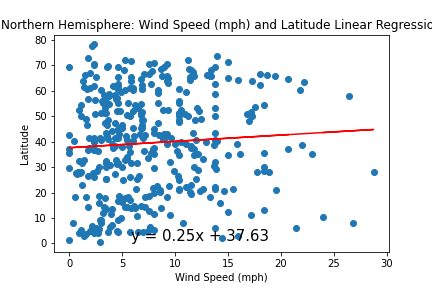 Northern Hemisphere: Wind Speed (mph) and Latitude Linear Regressio
80
70
60
50
40
30
20
10
0
Latitude
y = 0.25x + 37.63
0 5 10 15 20 25 30
Wind Speed (mph)